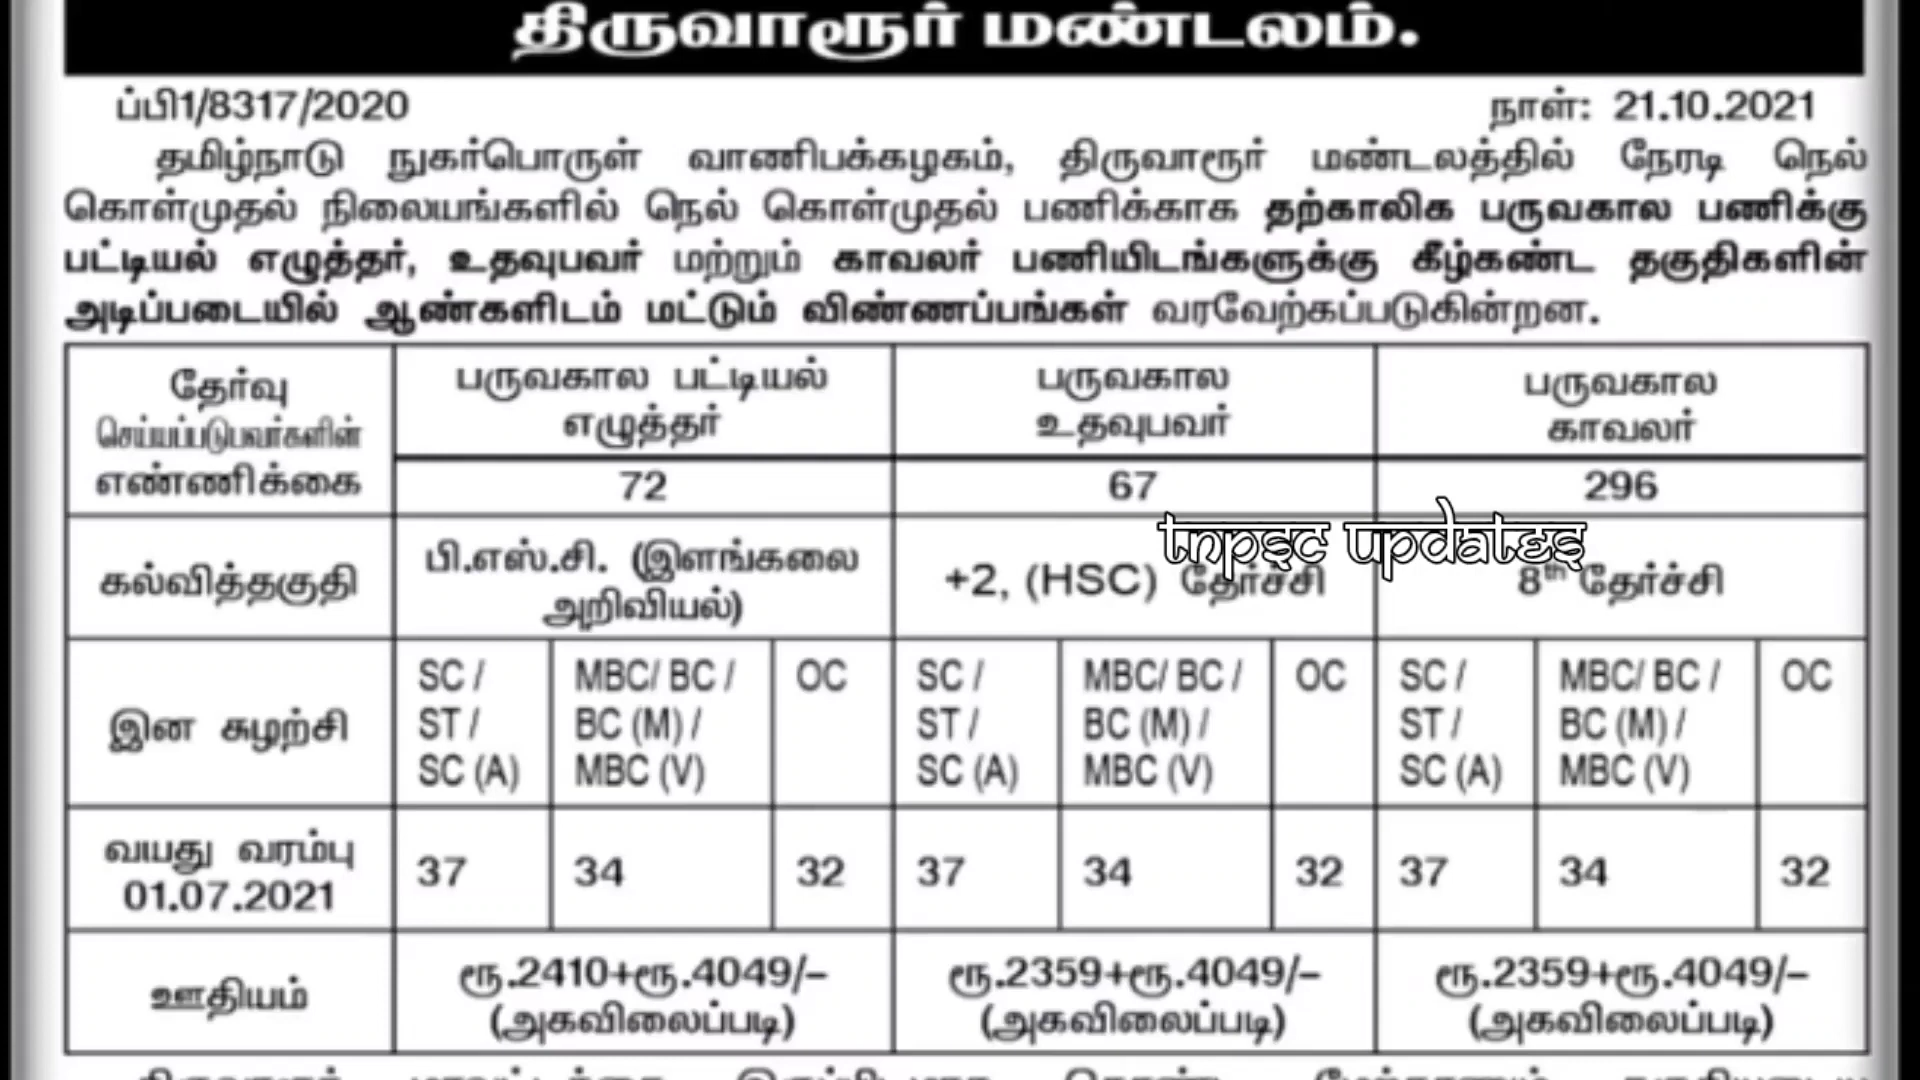 திருவாரூர் மண்டலம்.
ப்பி1/8317/2020 நாள்: 21.10.2021
தமிழ்நாடு நுகர்பொருள் வாணிபக்கழகம், திருவாரூர் மண்டலத்தில் நேரடி நெல்
கொள்முதல் நிலையங்களில் நெல் கொள்முதல் பணிக்காக தற்காலிக பருவகால பணிக்கு
பட்டியல் எழுத்தர், உதவுபவர் மற்றும் காவலர் பணியிடங்களுக்கு கீழ்கண்ட தகுதிகளின்
அடிப்படையில் ஆண்களிடம் மட்டும் விண்ணப்பங்கள் வரவேற்கப்படுகின்றன.
தேர்வு செய்யப்படுபவர்களின் எண்ணிக்கை
பருவகால பட்டியல் எழுத்தர்
பருவகால உதவுபவர்
பருவகால காவலர்
72 67 296
TNPSC UPDATES
கல்வித்தகுதி
பி.எஸ்.சி. (இளங்கலை அறிவியல்)
+2, (HSC) தேர்ச்சி
8th தேர்ச்சி
இன சுழற்சி
SC / MBC/ BC / OC SC / MBC/ BC / OC SC / MBC/ BC / OC
ST / BC (M) / ST / BC (M) / ST / BC (M) /
SC (A) MBC (V) SC (A) MBC (V) SC (A) MBC (V)
வயது வரம்பு
01.07.2021
37 34 32 37 34 32 37 34 32
ஊதியம்
ரூ.2410+ரூ.4049/– ரூ.2359+ரூ.4049/– ரூ.2359+ரூ.4049/–
(அகவிலைப்படி) (அகவிலைப்படி) (அகவிலைப்படி)